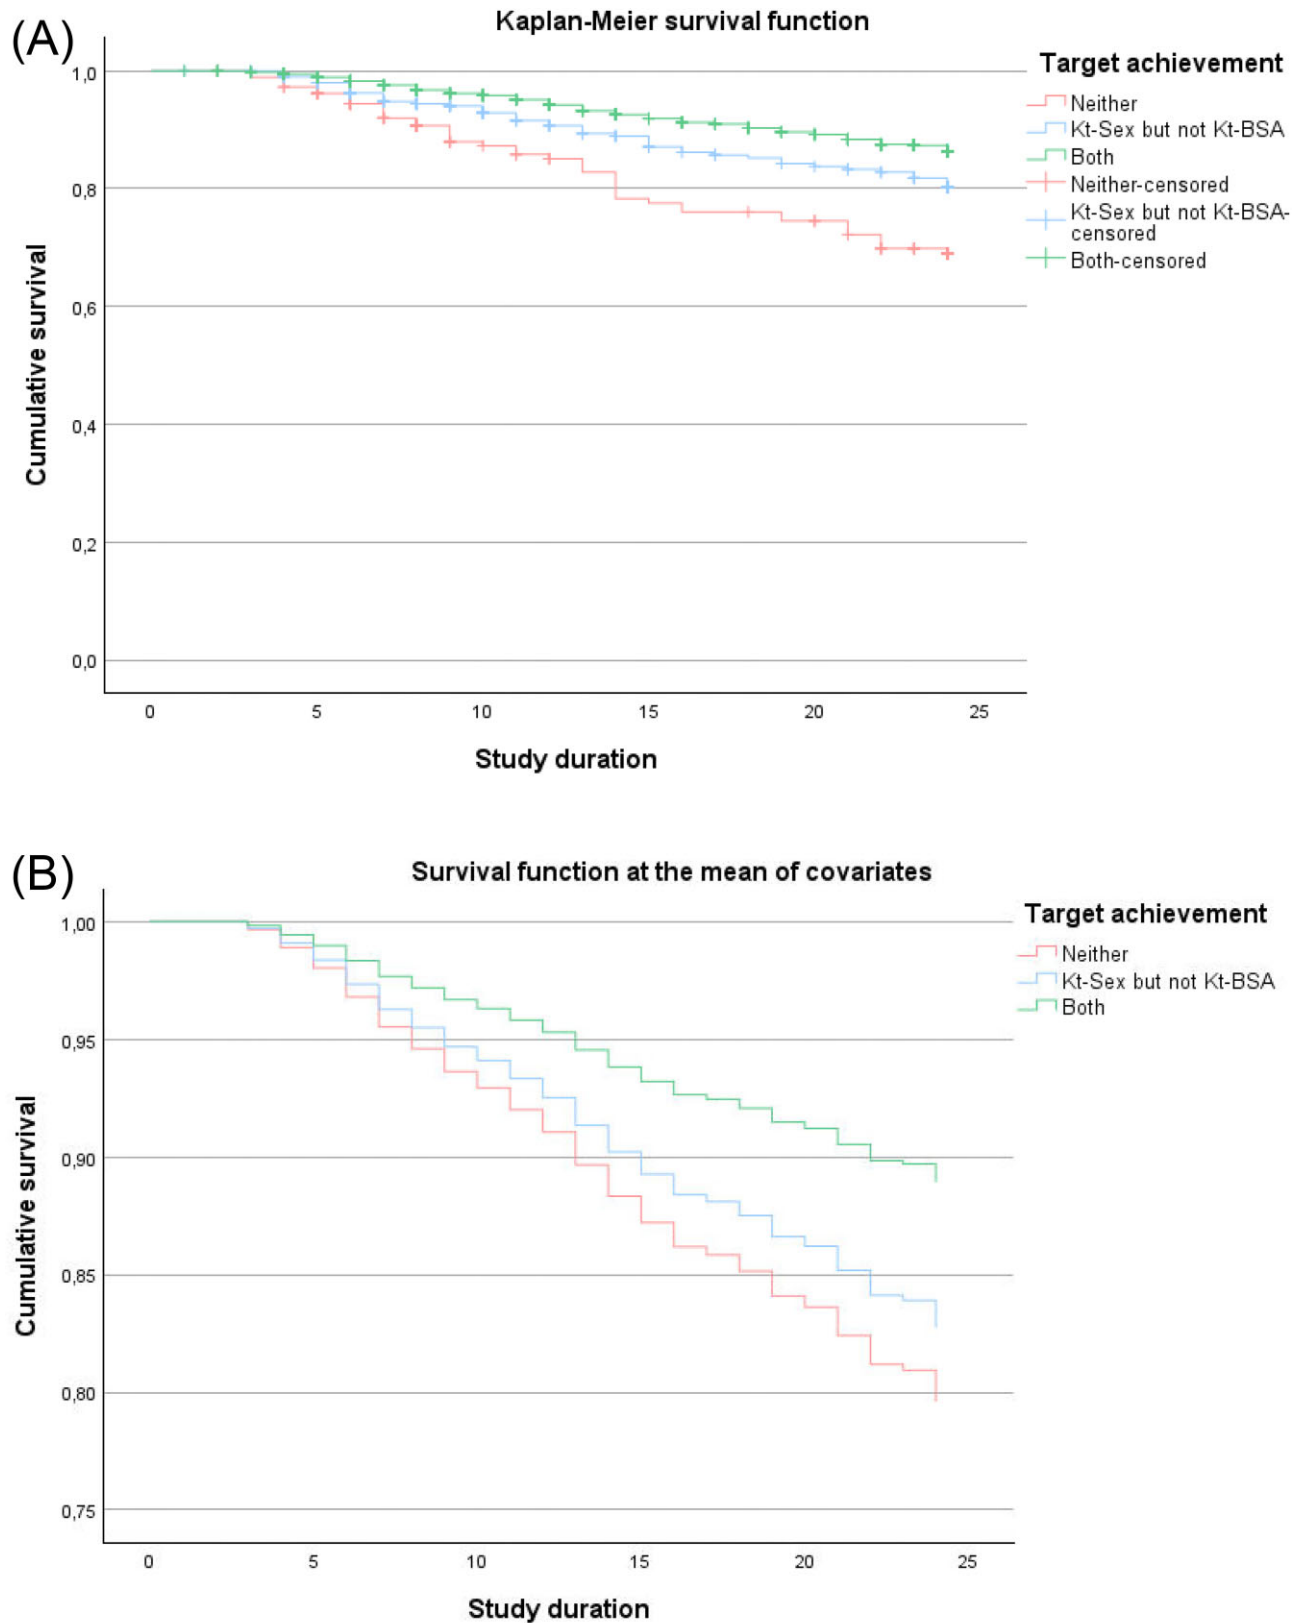 (A)
Kaplan-Meier survival function
Target achievement
Neither
Kt-Sex but not Kt-BSA
Both
Neither-censored
Kt-Sex but not Kt-BSA-
censored
Both-censored
Cumulative survival
1,0
0,8
0,6
0,4
0,2
0,0
0 5 10 15 20 25
Study duration
(B)
Survival function at the mean of covariates
Target achievement
Neither
Kt-Sex but not Kt-BSA
Both
Cumulative survival
1,00
0,95
0,90
0,85
0,80
0,75
0 5 10 15 20 25
Study duration